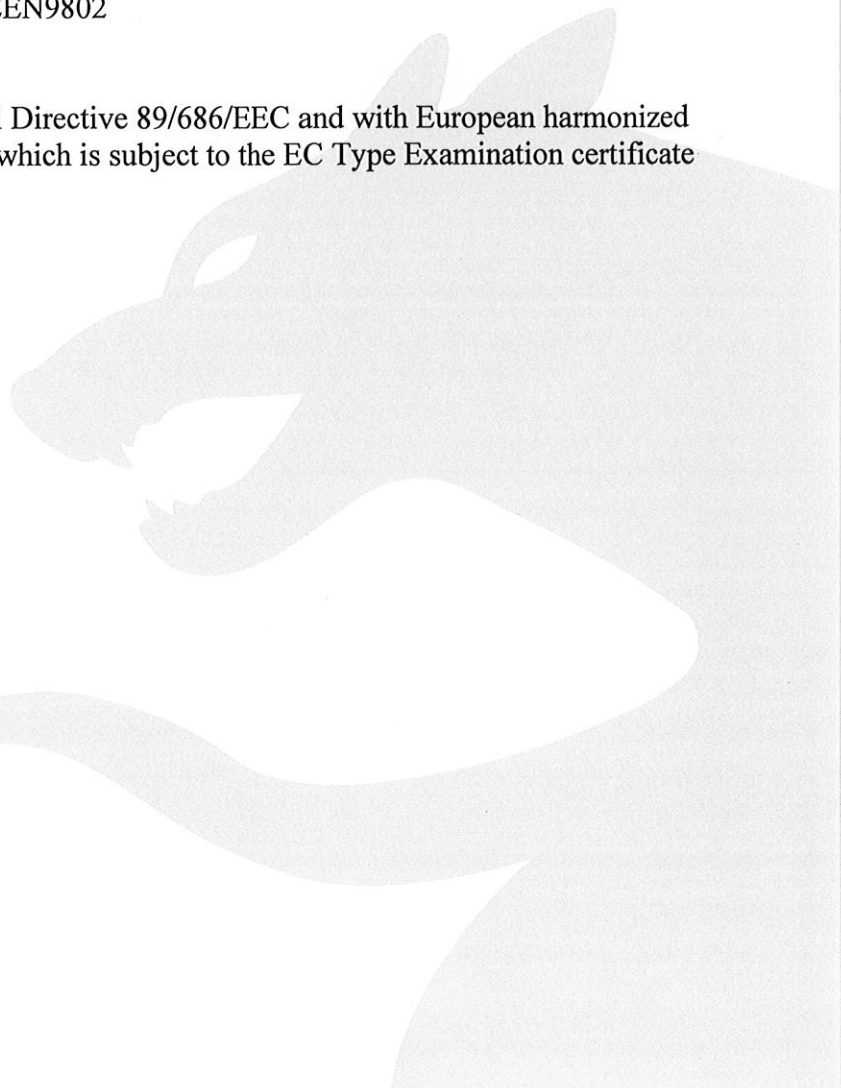 EN9802
Directive 89/686/EEC and with European harmonized
which is subject to the EC Type Examination certificate